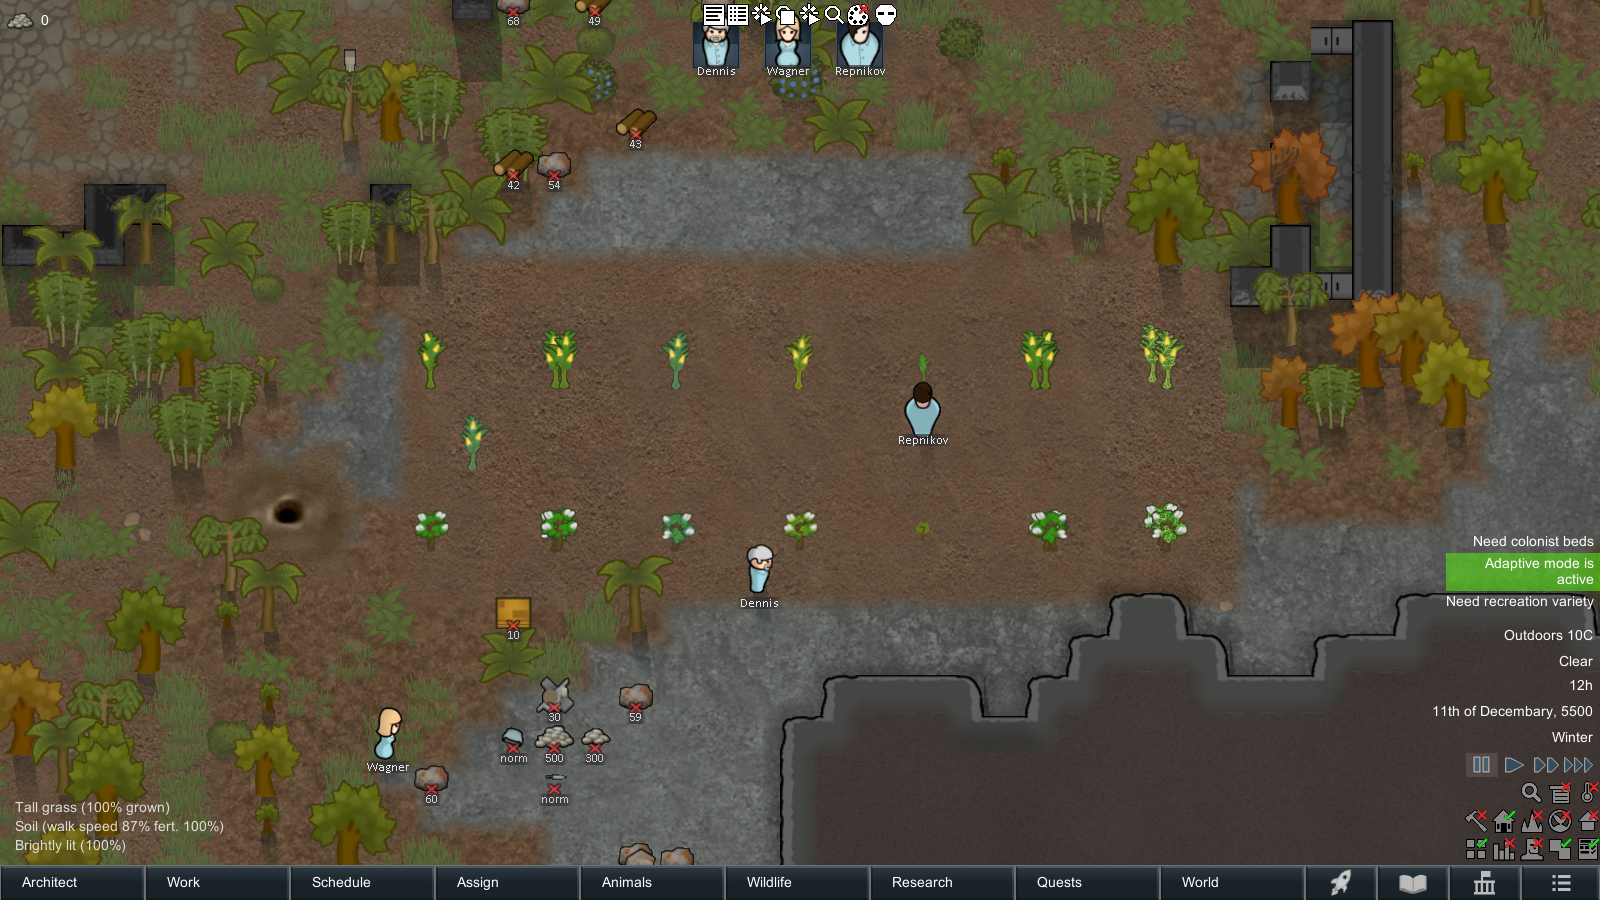 0
68
49
Dennis
Wagner
Repnikov
43
42
54
Repnikov
Dennis
10
Need colonist beds
Adaptive mode is
active
Need recreation variety
Outdoors 10C
Clear
12h
11th of Decembary, 5500
Winter
30
59
norm
500
300
Wagner
60
norm
Tall grass (100% grown)
Soil (walk speed 87% fert. 100%)
Brightly lit (100%)
Architect
Work
Schedule
Assign
Animals
Wildlife
Research
Quests
World